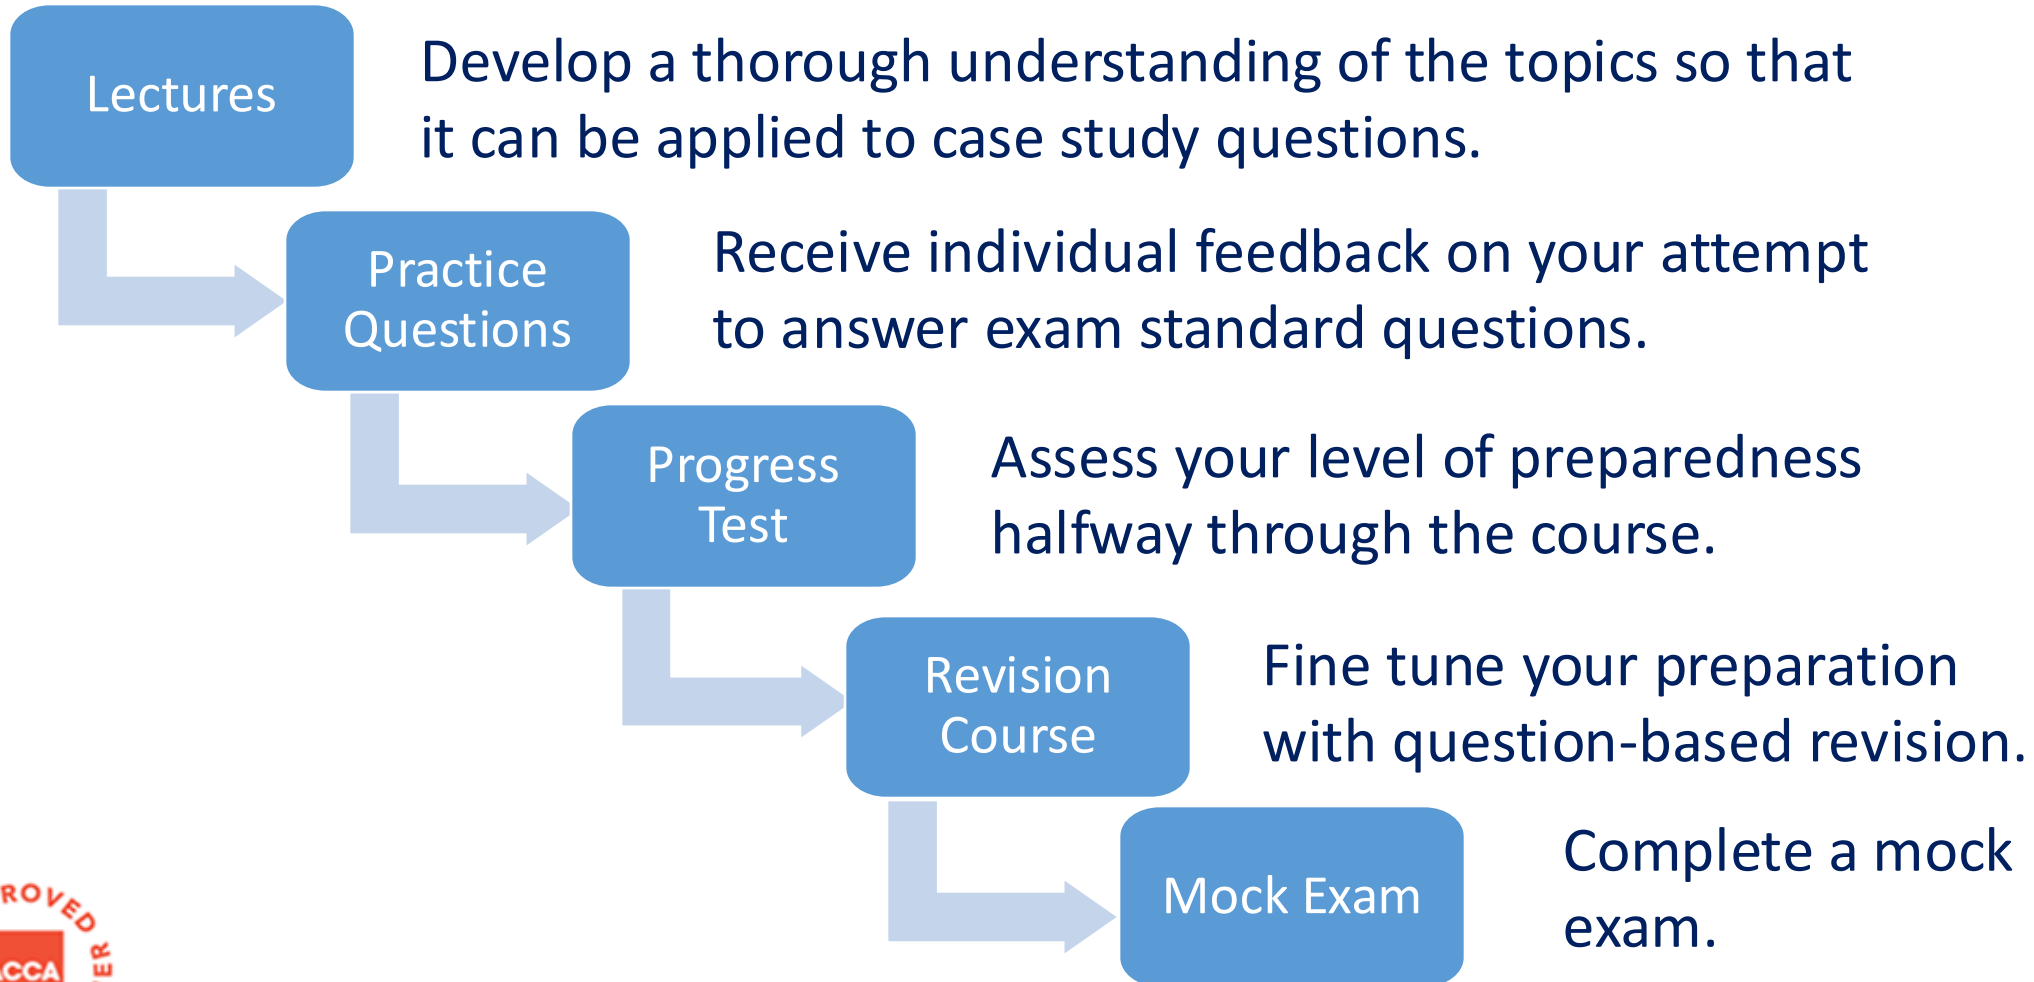 Lectures
Develop a thorough understanding of the topics so that
it can be applied to case study questions.
Practice
Questions
Receive individual feedback on your attempt
to answer exam standard questions.
Progress
Test
Assess your level of preparedness
halfway through the course.
Revision
Course
Fine tune your preparation
with question-based revision.
Mock Exam
Complete a mock
exam.
ACCA